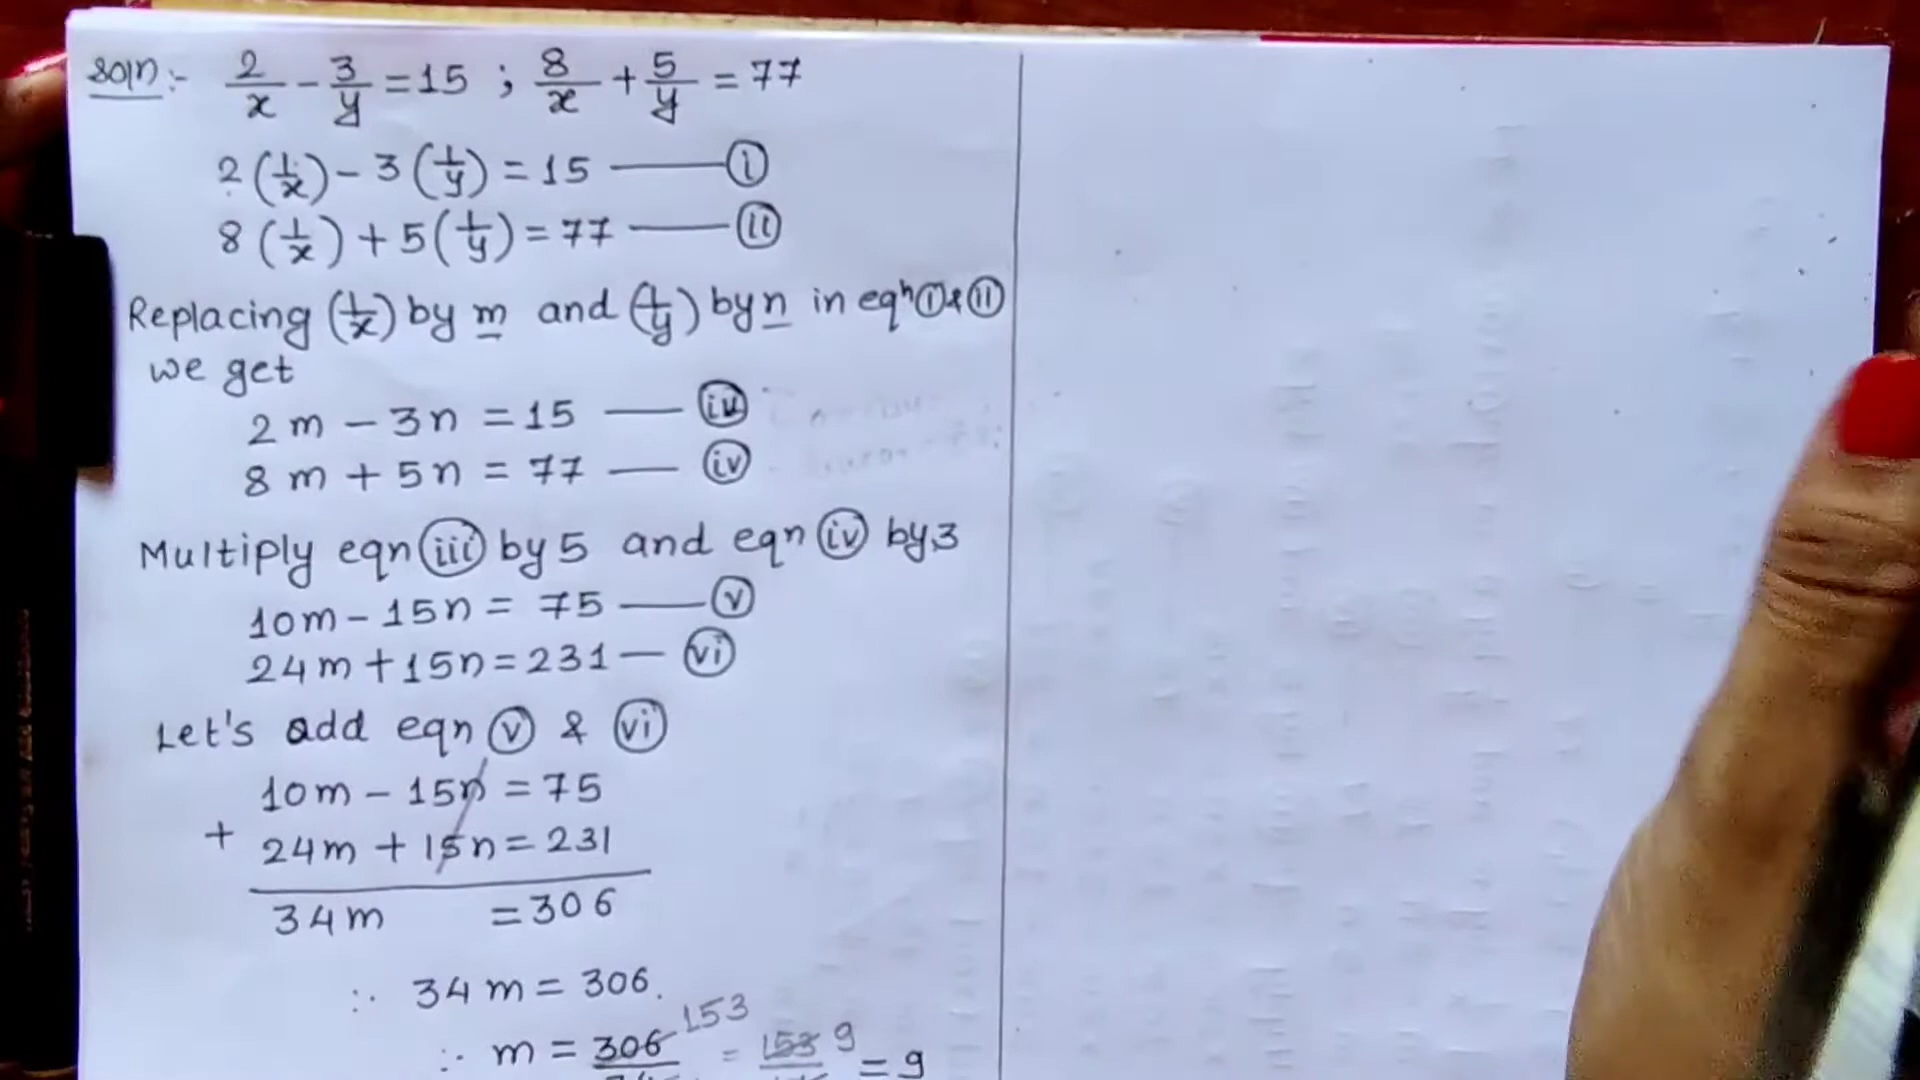 Soln:- 2/x - 3/y = 15 ; 8/x + 5/y = 77
2(1/x) - 3(1/y) = 15 —— (i)
8(1/x) + 5(1/y) = 77 —— (ii)
Replacing (1/x) by m and (1/y) by n in eqn (i) & (ii)
we get
2m - 3n = 15 —— (iv)
8m + 5n = 77 —— (iv)
Multiply eqn (iii) by 5 and eqn (iv) by 3
10m - 15n = 75 —— (v)
24m + 15n = 231 — (vi)
Let's add eqn (v) & (vi)
10m - 15n = 75
+ 24m + 15n = 231
34m = 306
∴ 34m = 306.
∴ m = 306 153 = 153 9 = 9